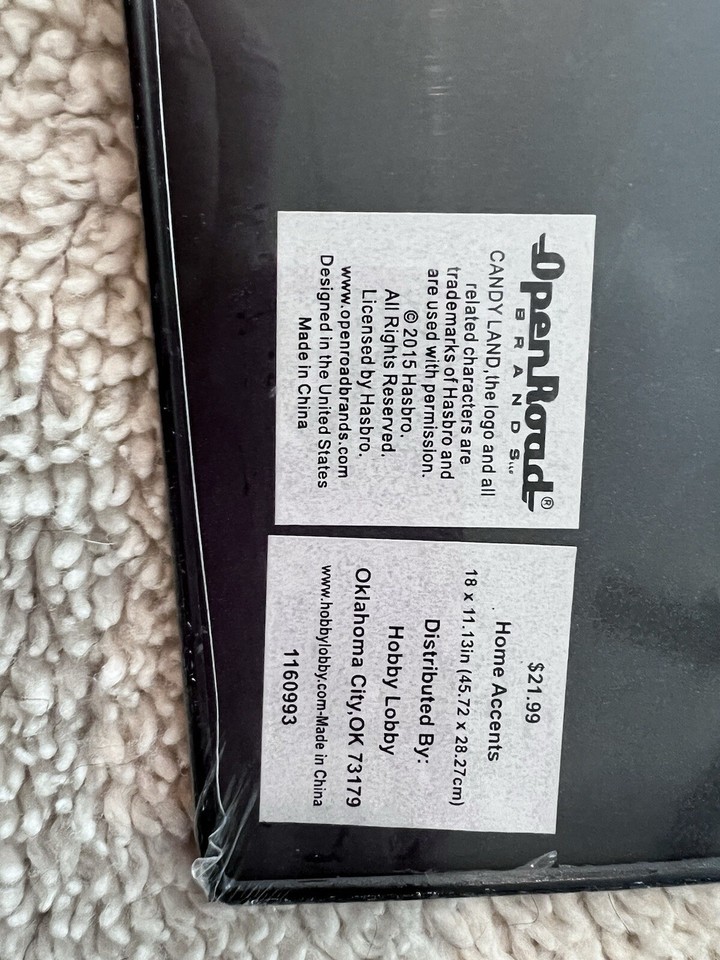 OpenRoad®
BRANDS LLC
CANDY LAND,the logo and all
related characters are
trademarks of Hasbro and
are used with permission.
© 2015 Hasbro.
All Rights Reserved.
Licensed by Hasbro.
www.openroadbrands.com
Designed in the United States
Made in China
$21.99
Home Accents
18 x 11.13in (45.72 x 28.27cm)
Distributed By:
Hobby Lobby
Oklahoma City,OK 73179
www.hobbylobby.com-Made in China
1160993